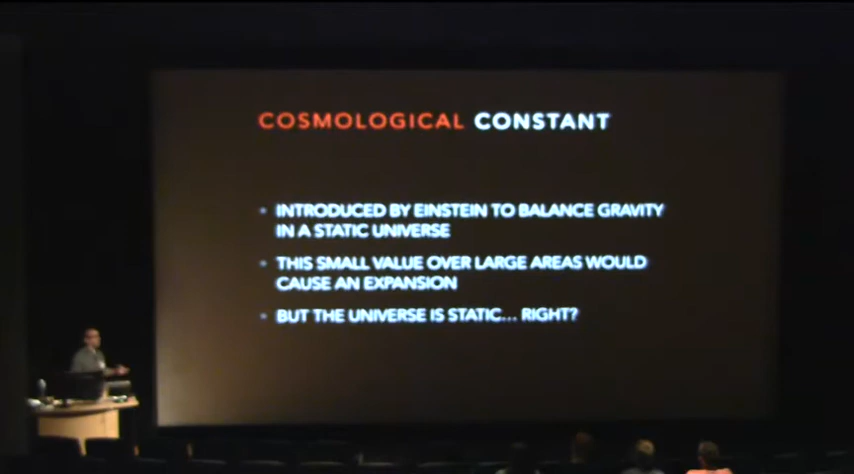 COSMOLOGICAL CONSTANT
• INTRODUCED BY EINSTEIN TO BALANCE GRAVITY
IN A STATIC UNIVERSE
• THIS SMALL VALUE OVER LARGE AREAS WOULD
CAUSE AN EXPANSION
• BUT THE UNIVERSE IS STATIC... RIGHT?